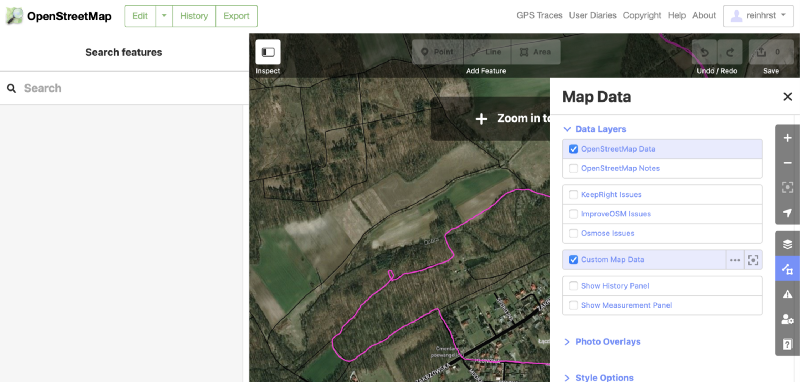 OpenStreetMap Edit History Export GPS Traces User Diaries Copyright Help About reinhrst
Search features
Search
Inspect
Point Line Area
Add Feature
Undo / Redo
0
Save
Zoom in to
Map Data
Data Layers
OpenStreetMap Data
OpenStreetMap Notes
KeepRight Issues
ImproveOSM Issues
Osmose Issues
Custom Map Data
Show History Panel
Show Measurement Panel
Photo Overlays
Style Options